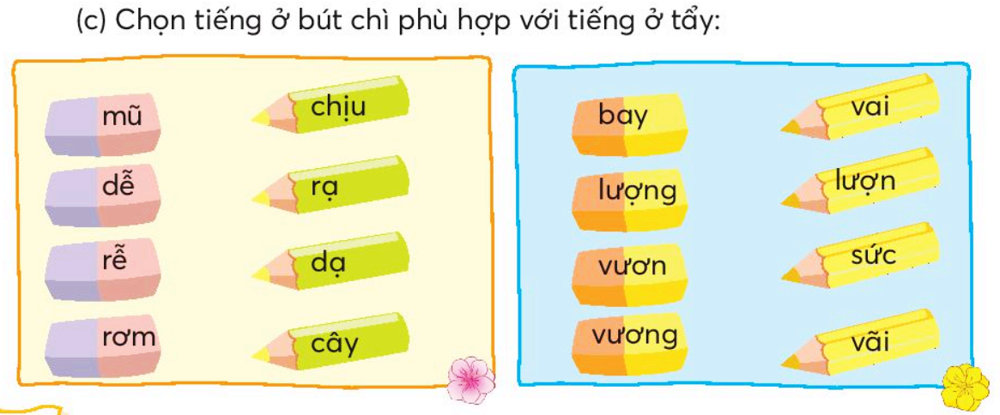 (c) Chọn tiếng ở bút chì phù hợp với tiếng ở tẩy:
mũ
chịu
dễ
rạ
rễ
dạ
rơm
cây
bay
vai
lượng
lượn
vươn
sức
vương
vãi